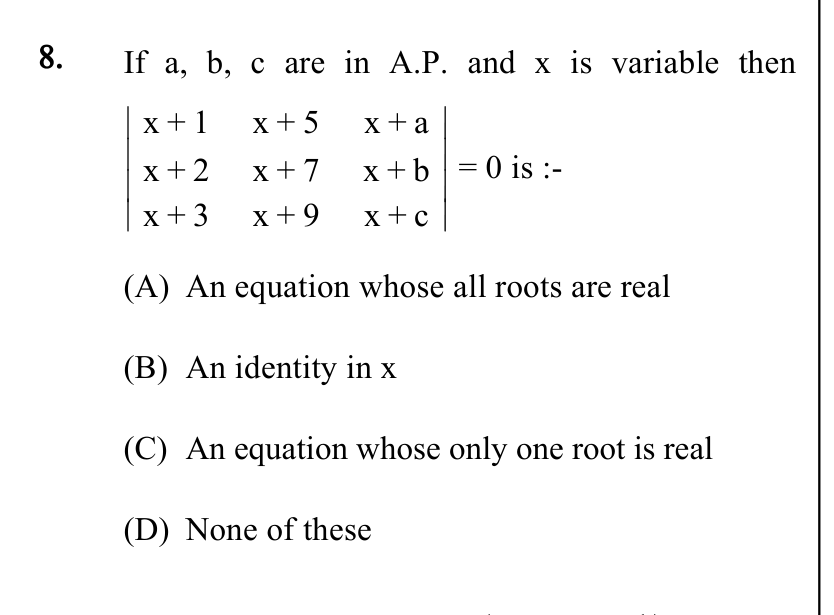 8. If a, b, c are in A.P. and x is variable then
| x + 1 x + 5 x + a |
| x + 2 x + 7 x + b | = 0 is :-
| x + 3 x + 9 x + c |
(A) An equation whose all roots are real
(B) An identity in x
(C) An equation whose only one root is real
(D) None of these